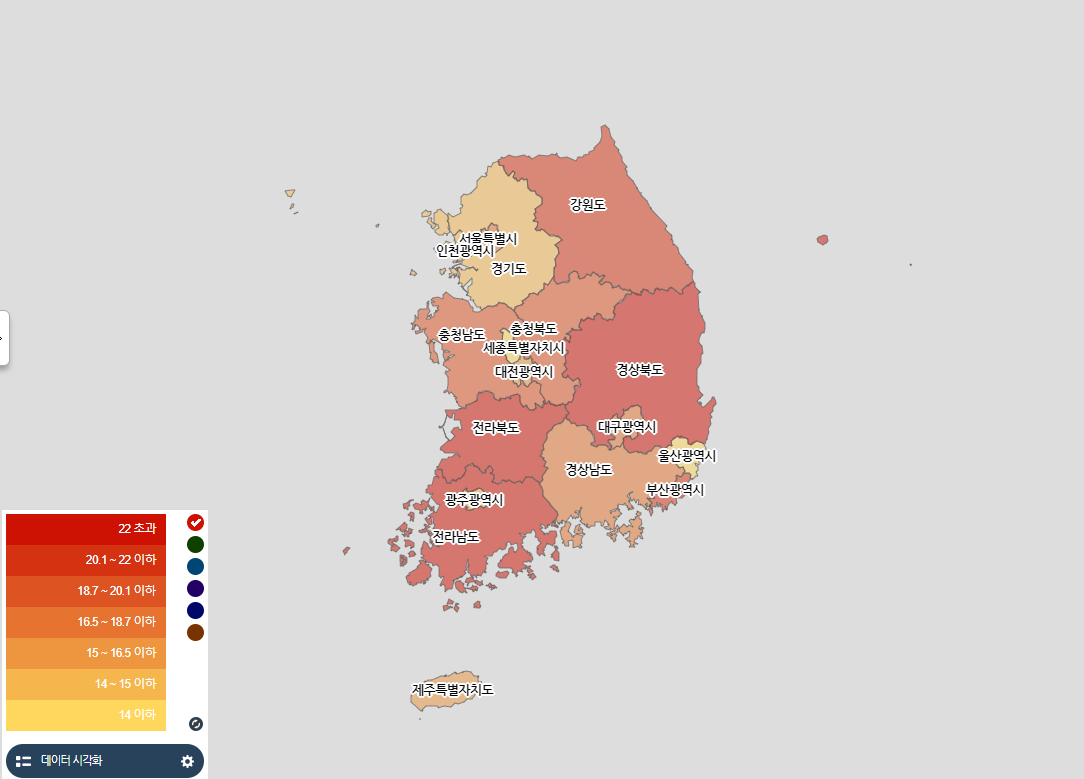 강원도
서울특별시
인천광역시
경기도
충청북도
충청남도
세종특별자치시
대전광역시
경상북도
전라북도
대구광역시
울산광역시
경상남도
부산광역시
광주광역시
전라남도
제주특별자치도
22 초과
20.1 ~ 22 이하
18.7 ~ 20.1 이하
16.5 ~ 18.7 이하
15 ~ 16.5 이하
14 ~ 15 이하
14 이하
데이터 시각화